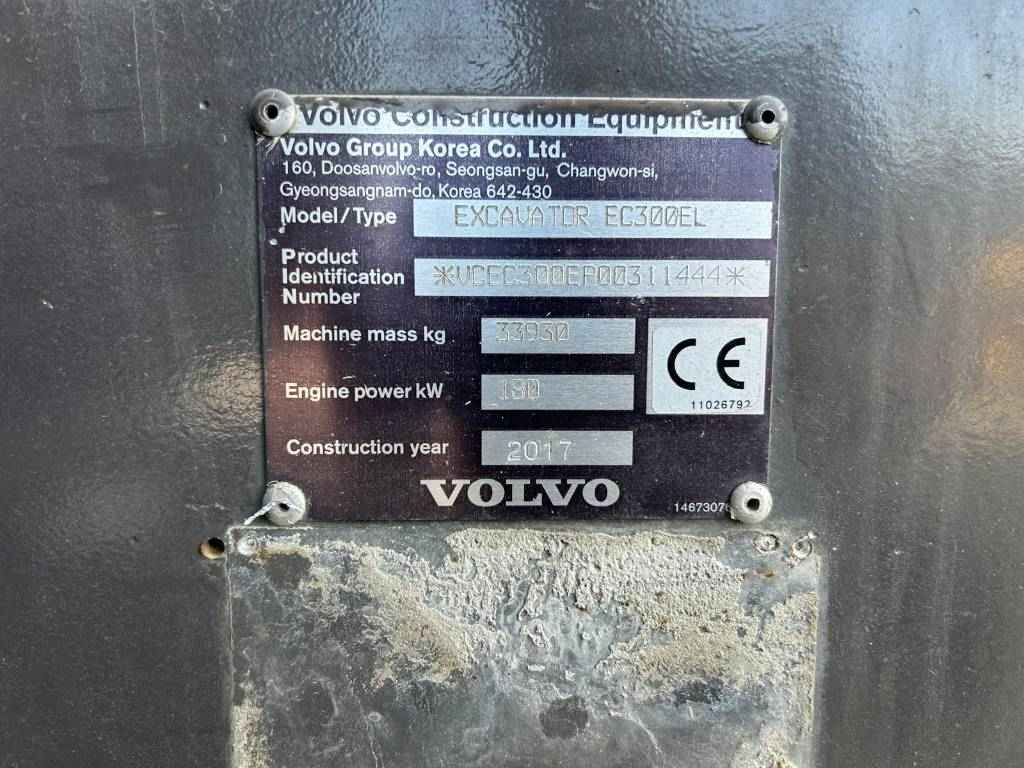 Volvo Construction Equipment
Volvo Group Korea Co. Ltd.
160, Doosanvolvo-ro, Seongsan-gu, Changwon-si,
Gyeongsangnam-do, Korea 642-430
Model/Type EXCAVATOR EC300EL
Product
Identification *VCEC300EP00311444*
Number
Machine mass kg 33930
Engine power kW 180
CE
11026792
Construction year 2017
VOLVO
1467307